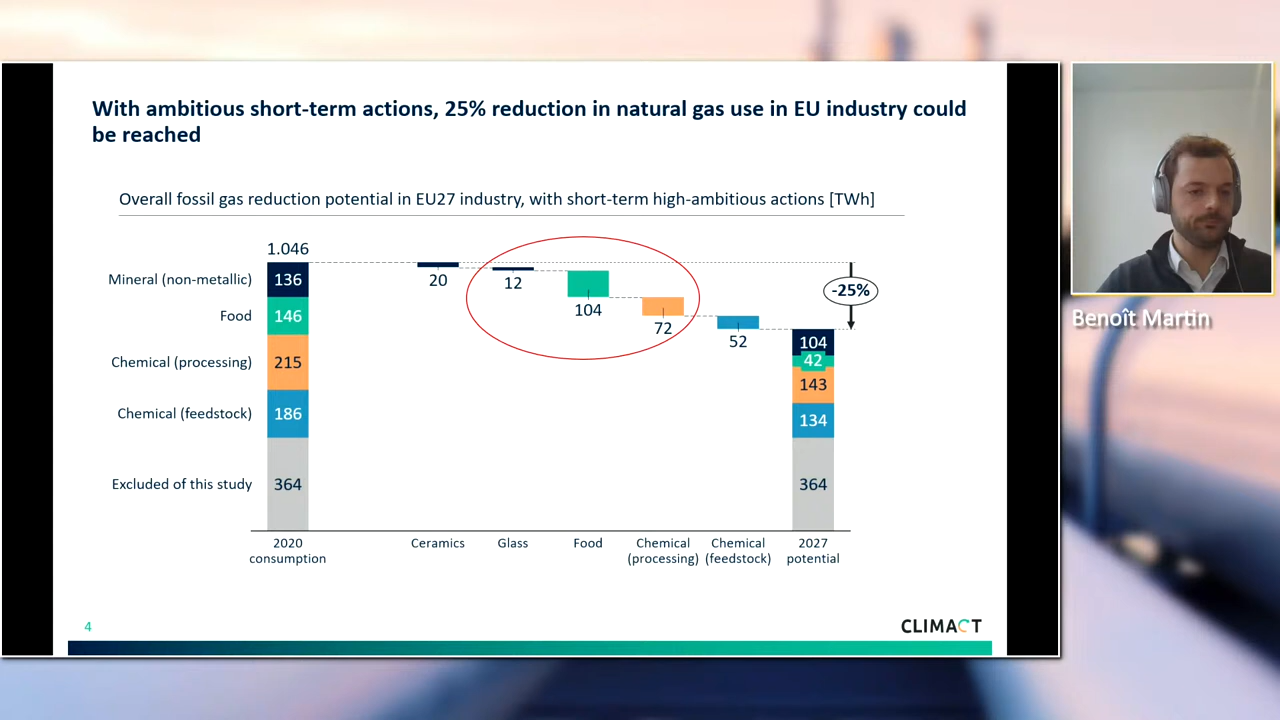 With ambitious short-term actions, 25% reduction in natural gas use in EU industry could
be reached
Overall fossil gas reduction potential in EU27 industry, with short-term high-ambitious actions [TWh]
1.046
Mineral (non-metallic)
136
Food
146
Chemical (processing)
215
Chemical (feedstock)
186
Excluded of this study
364
20
12
104
72
52
-25%
104
42
143
134
364
2020
consumption
Ceramics
Glass
Food
Chemical
(processing)
Chemical
(feedstock)
2027
potential
4
CLIMACT
Benoît Martin